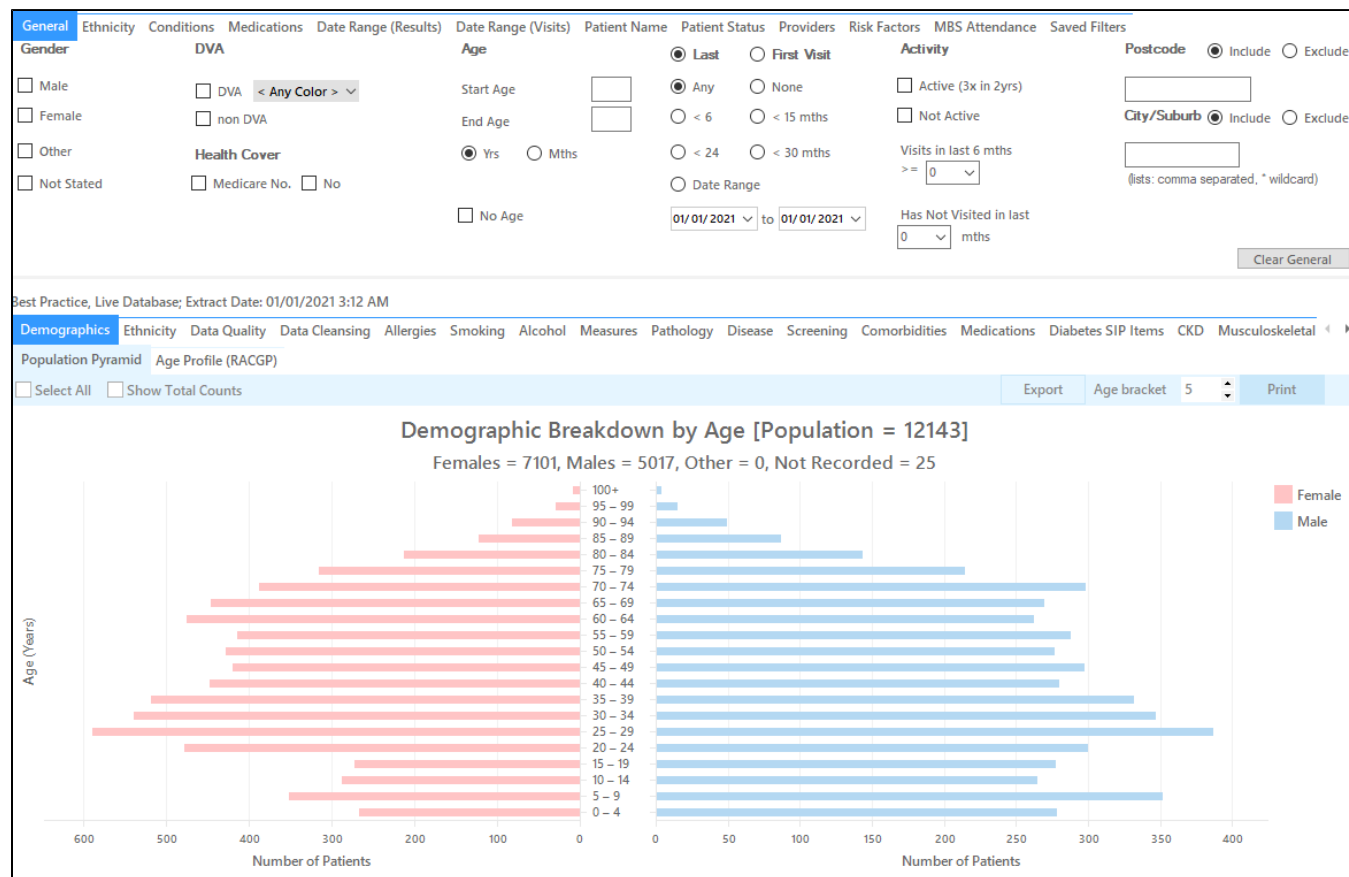 General Ethnicity Conditions Medications Date Range (Results) Date Range (Visits) Patient Name Patient Status Providers Risk Factors MBS Attendance Saved Filters
Gender DVA Age Last First Visit Activity Postcode Include Exclude
Male DVA < Any Color > Start Age Any None Active (3x in 2yrs)
Female non DVA End Age < 6 < 15 mths Not Active City/Suburb Include Exclude
Other Health Cover Yrs Mths < 24 < 30 mths Visits in last 6 mths
>= 0
Not Stated Medicare No. No Date Range (lists: comma separated, * wildcard)
No Age 01/01/2021 to 01/01/2021 Has Not Visited in last
0 mths
Clear General
Best Practice, Live Database; Extract Date: 01/01/2021 3:12 AM
Demographics Ethnicity Data Quality Data Cleansing Allergies Smoking Alcohol Measures Pathology Disease Screening Comorbidities Medications Diabetes SIP Items CKD Musculoskeletal
Population Pyramid Age Profile (RACGP)
Select All Show Total Counts Export Age bracket 5 Print
Demographic Breakdown by Age [Population = 12143]
Females = 7101, Males = 5017, Other = 0, Not Recorded = 25
100+
95 – 99
90 – 94
85 – 89
80 – 84
75 – 79
70 – 74
65 – 69
60 – 64
55 – 59
50 – 54
45 – 49
40 – 44
35 – 39
30 – 34
25 – 29
20 – 24
15 – 19
10 – 14
5 – 9
0 – 4
Female
Male
Age (Years)
600 500 400 300 200 100 0 0 50 100 150 200 250 300 350 400
Number of Patients Number of Patients